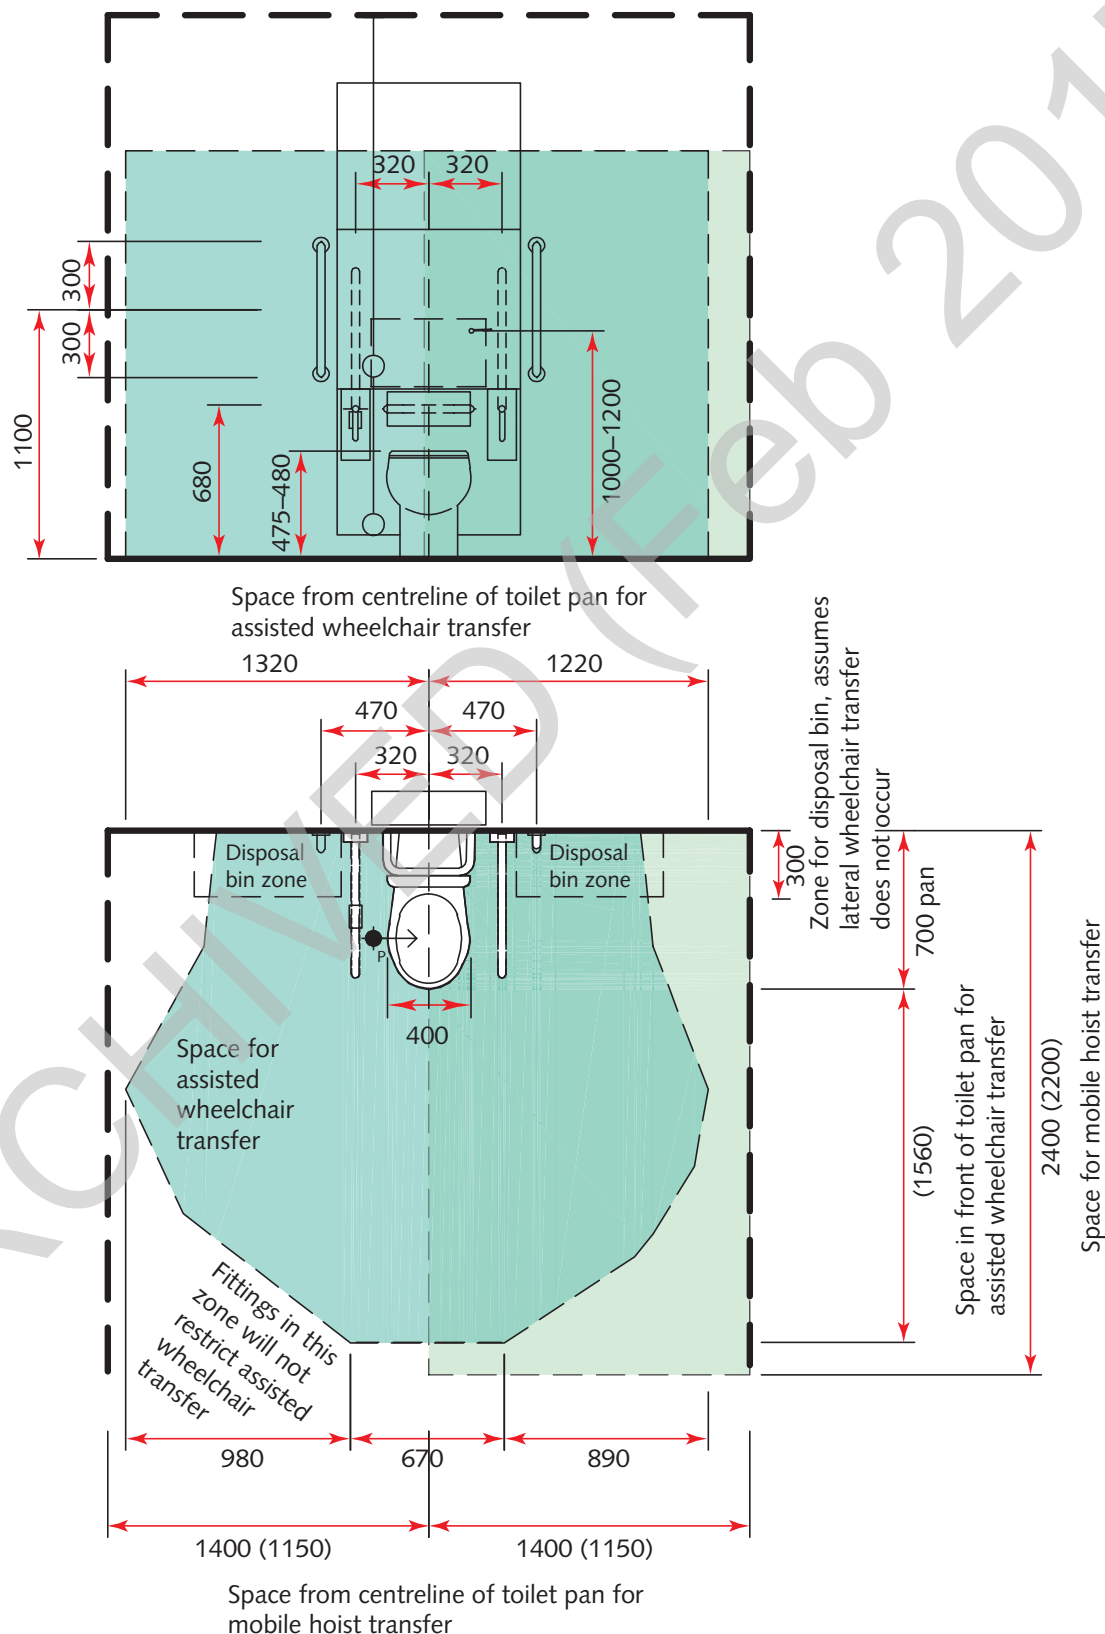 320 320
300
300
1100
680
475–480
1000–1200
Space from centreline of toilet pan for
assisted wheelchair transfer
1320 1220
470 470
320 320
Zone for disposal bin, assumes
lateral wheelchair transfer
does not occur
300
700 pan
Disposal
bin zone
Disposal
bin zone
P
400
Space for
assisted
wheelchair
transfer
(1560)
Space in front of toilet pan for
assisted wheelchair transfer
2400 (2200)
Space for mobile hoist transfer
Fittings in this
zone will not
restrict assisted
wheelchair
transfer
980 670 890
1400 (1150) 1400 (1150)
Space from centreline of toilet pan for
mobile hoist transfer
CHIVED (Feb 201